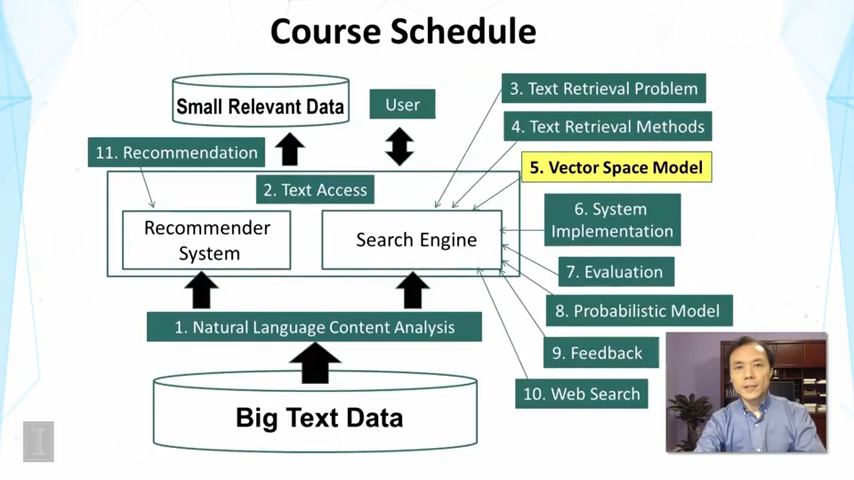 Course Schedule
Small Relevant Data
User
3. Text Retrieval Problem
4. Text Retrieval Methods
11. Recommendation
5. Vector Space Model
2. Text Access
Recommender
System
Search Engine
6. System
Implementation
7. Evaluation
1. Natural Language Content Analysis
8. Probabilistic Model
9. Feedback
10. Web Search
Big Text Data
I